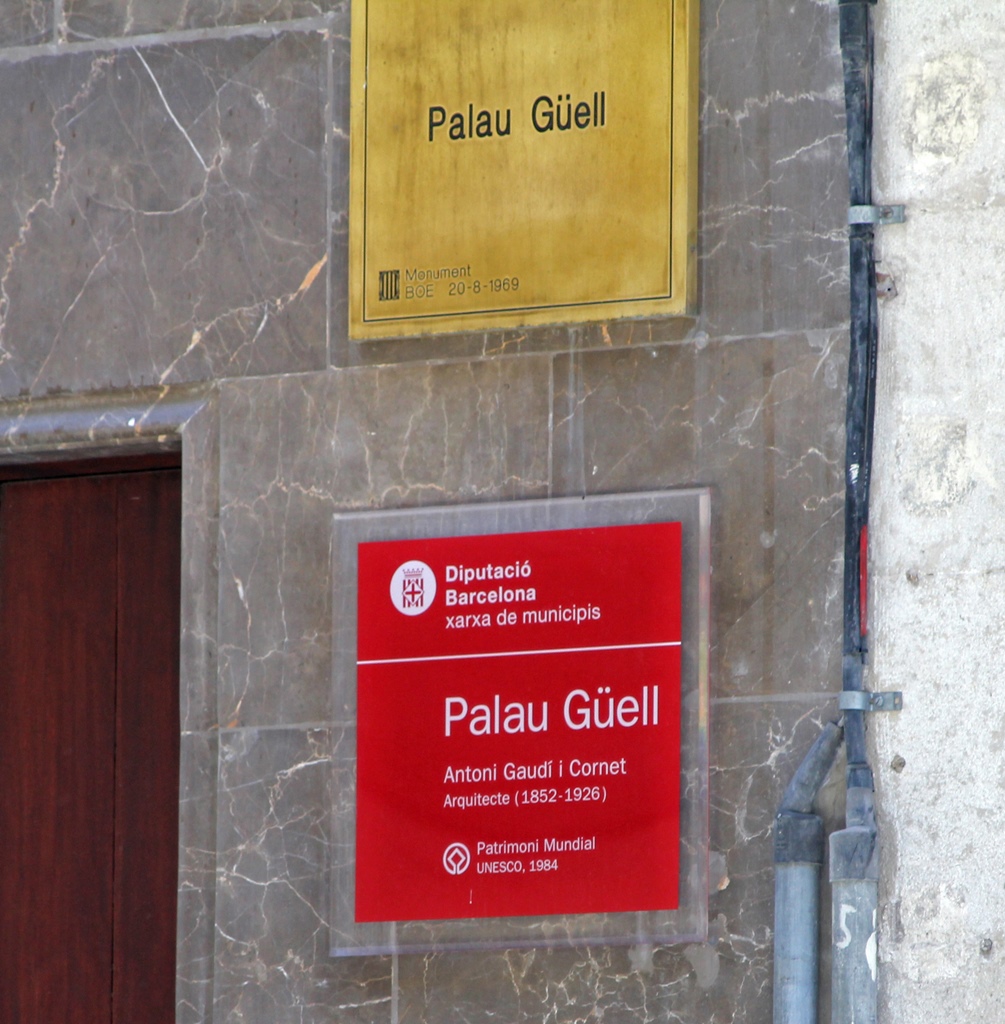 Palau Güell
Monument
BOE 20-8-1969
Diputació
Barcelona
xarxa de municipis
Palau Güell
Antoni Gaudí i Cornet
Arquitecte (1852-1926)
Patrimoni Mundial
UNESCO, 1984
5